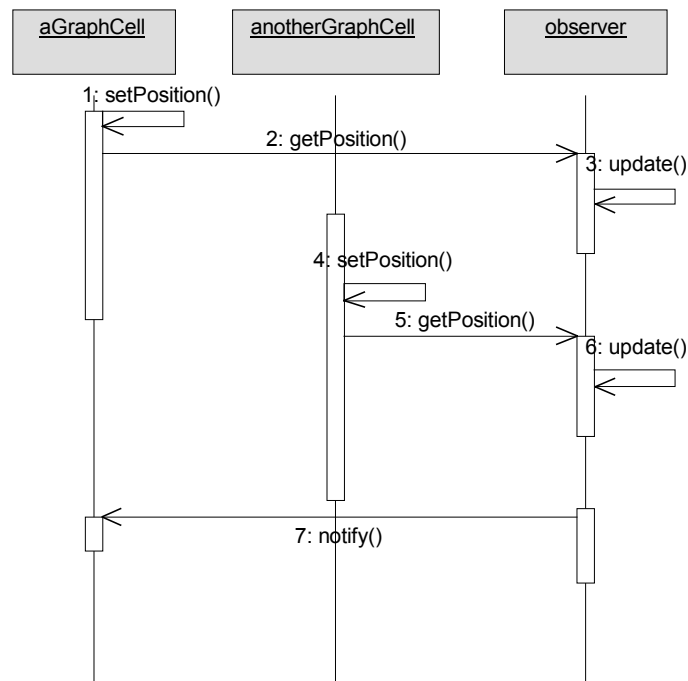 aGraphCell
anotherGraphCell
observer
1: setPosition()
2: getPosition()
3: update()
4: setPosition()
5: getPosition()
6: update()
7: notify()